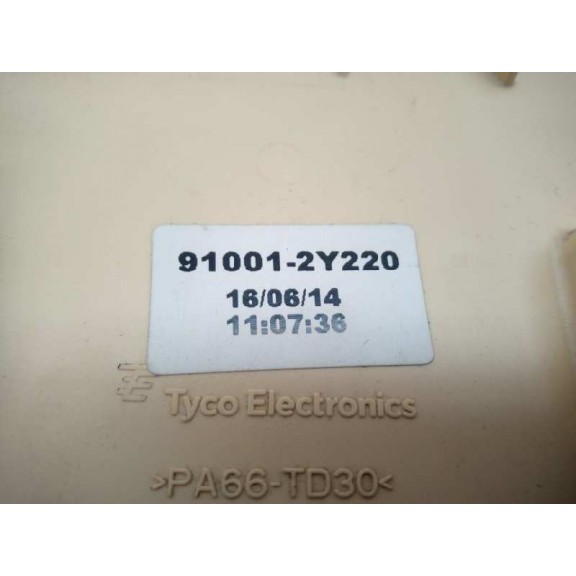 91001-2Y220
16/06/14
11:07:36
Tyco Electronics
>PA66-TD30<